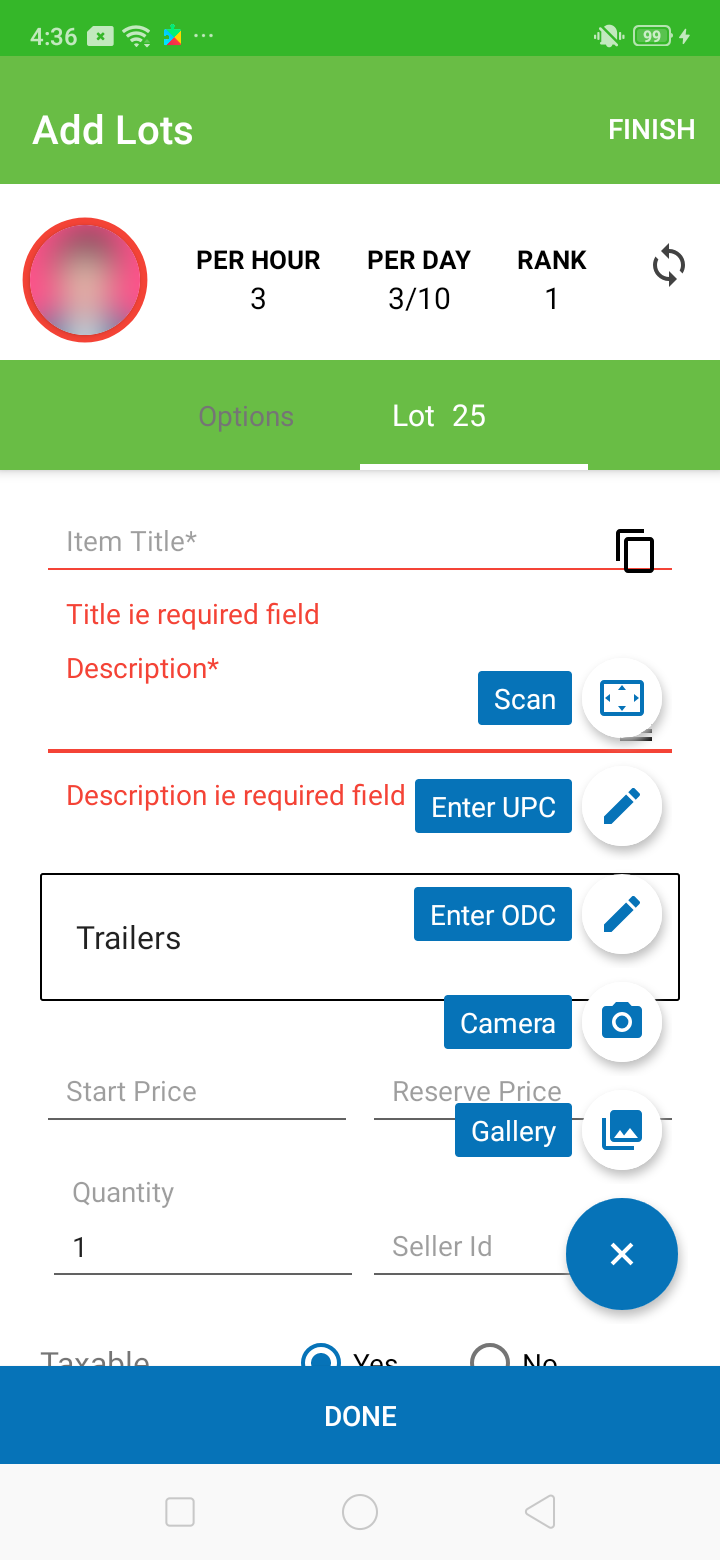 4:36
99
Add Lots
FINISH
PER HOUR PER DAY RANK
3 3/10 1
Options
Lot 25
Item Title*
Title ie required field
Description*
Scan
Description ie required field
Enter UPC
Trailers
Enter ODC
Camera
Start Price
Reserve Price
Gallery
Quantity
1
Seller Id
Taxable
Yes
No
DONE